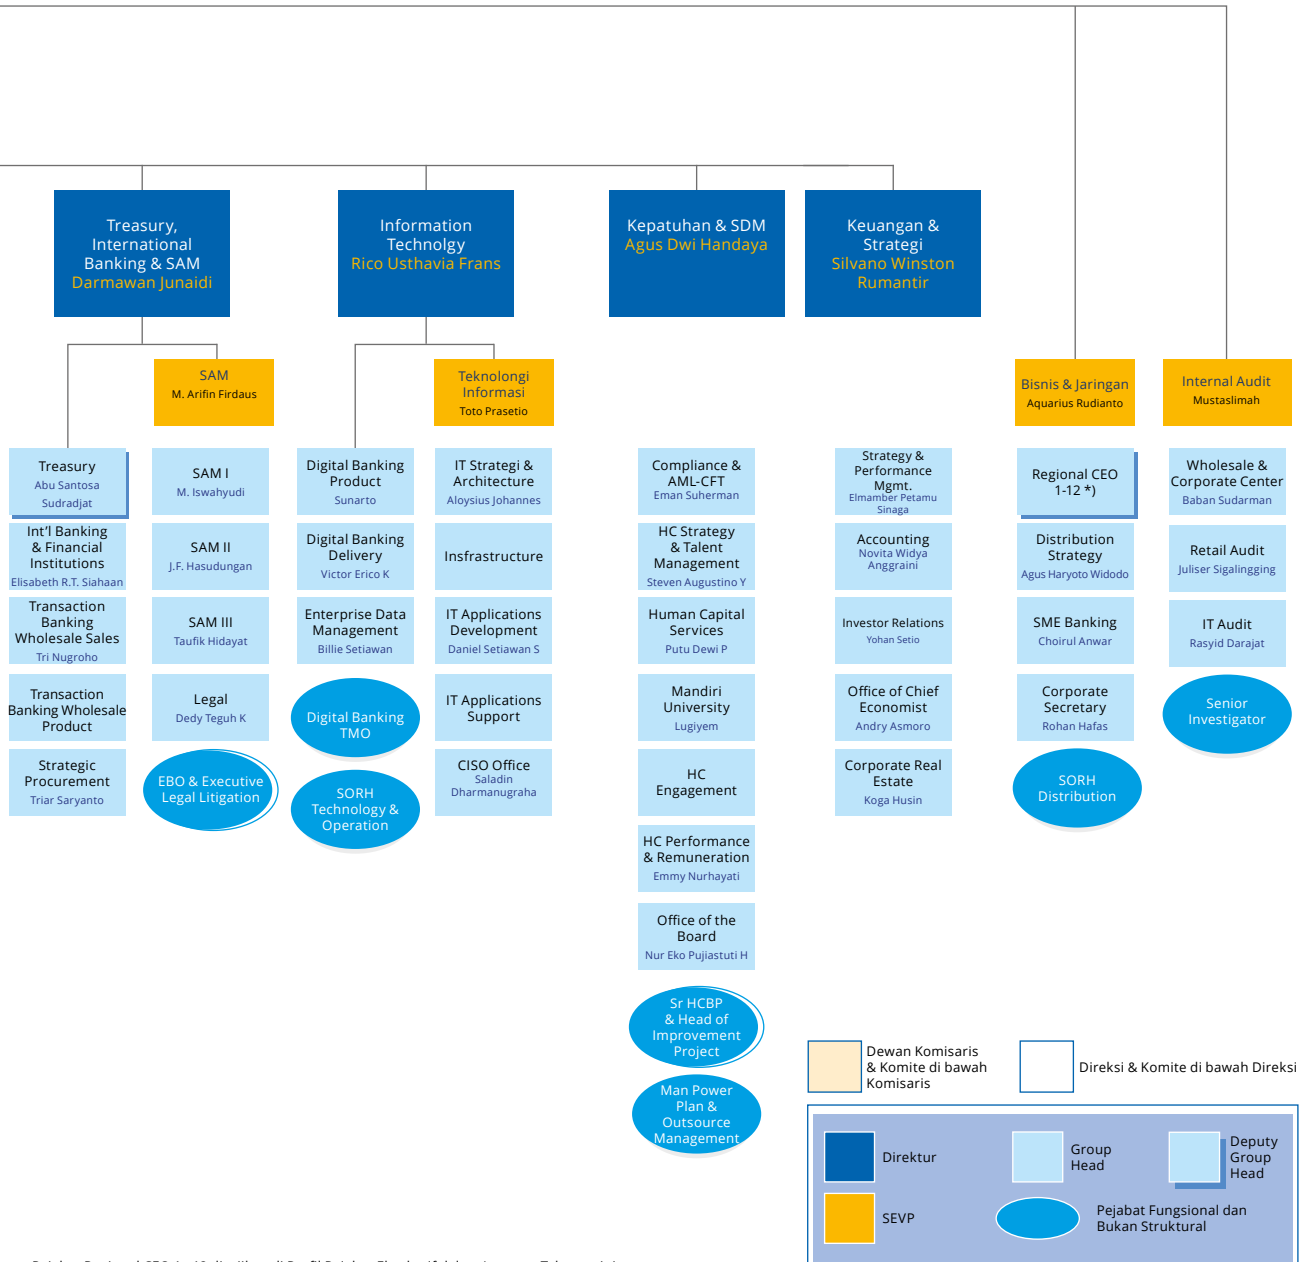 Treasury,
International
Banking & SAM
Darmawan Junaidi
Information
Technolgy
Rico Usthavia Frans
Kepatuhan & SDM
Agus Dwi Handaya
Keuangan &
Strategi
Silvano Winston
Rumantir
SAM
M. Arifin Firdaus
Teknolongi
Informasi
Toto Prasetio
Bisnis & Jaringan
Aquarius Rudianto
Internal Audit
Mustaslimah
Treasury
Abu Santosa
Sudradjat
Int'l Banking
& Financial
Institutions
Elisabeth R.T. Siahaan
Transaction
Banking
Wholesale Sales
Tri Nugroho
Transaction
Banking Wholesale
Product
Strategic
Procurement
Triar Saryanto
SAM I
M. Iswahyudi
SAM II
J.F. Hasudungan
SAM III
Taufik Hidayat
Legal
Dedy Teguh K
EBO & Executive
Legal Litigation
Digital Banking
Product
Sunarto
Digital Banking
Delivery
Victor Erico K
Enterprise Data
Management
Billie Setiawan
Digital Banking
TMO
SORH
Technology &
Operation
IT Strategi &
Architecture
Aloysius Johannes
Insfrastructure
IT Applications
Development
Daniel Setiawan S
IT Applications
Support
CISO Office
Saladin
Dharmanugraha
Compliance &
AML-CFT
Eman Suherman
HC Strategy
& Talent
Management
Steven Augustino Y
Human Capital
Services
Putu Dewi P
Mandiri
University
Lugiyem
HC
Engagement
HC Performance
& Remuneration
Emmy Nurhayati
Office of the
Board
Nur Eko Pujiastuti H
Sr HCBP
& Head of
Improvement
Project
Man Power
Plan &
Outsource
Management
Strategy &
Performance
Mgmt.
Elmamber Petamu
Sinaga
Accounting
Novita Widya
Anggraini
Investor Relations
Yohan Setio
Office of Chief
Economist
Andry Asmoro
Corporate Real
Estate
Koga Husin
Regional CEO
1-12 *)
Distribution
Strategy
Agus Haryoto Widodo
SME Banking
Choirul Anwar
Corporate
Secretary
Rohan Hafas
SORH
Distribution
Wholesale &
Corporate Center
Baban Sudarman
Retail Audit
Juliser Sigalingging
IT Audit
Rasyid Darajat
Senior
Investigator
Dewan Komisaris
& Komite di bawah
Komisaris
Direksi & Komite di bawah Direksi
Direktur
Group
Head
Deputy
Group
Head
SEVP
Pejabat Fungsional dan
Bukan Struktural